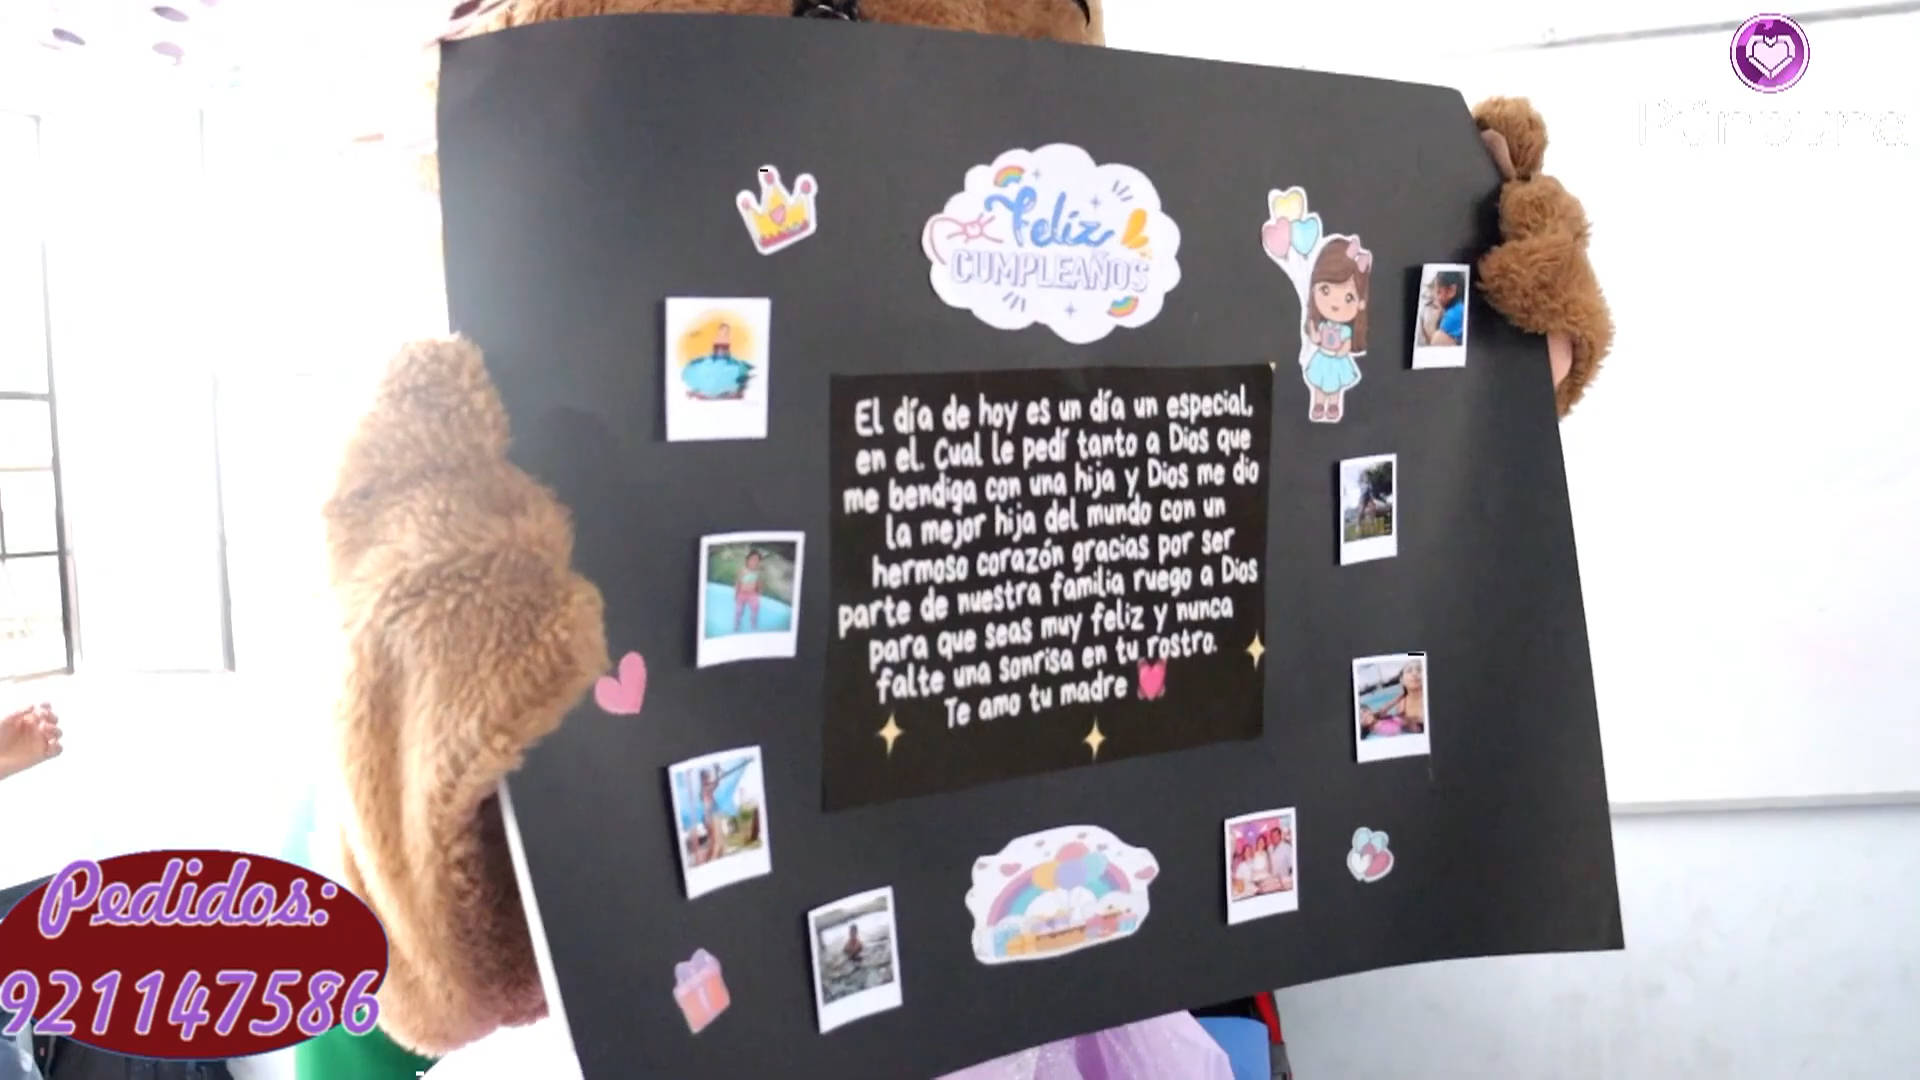 Feliz
CUMPLEAÑOS
El día de hoy es un día un especial,
en el. Cual le pedí tanto a Dios que
me bendiga con una hija y Dios me dio
la mejor hija del mundo con un
hermoso corazón gracias por ser
parte de nuestra familia ruego a Dios
para que seas muy feliz y nunca
falte una sonrisa en tu rostro.
Te amo tu madre
Pedidos:
921147586